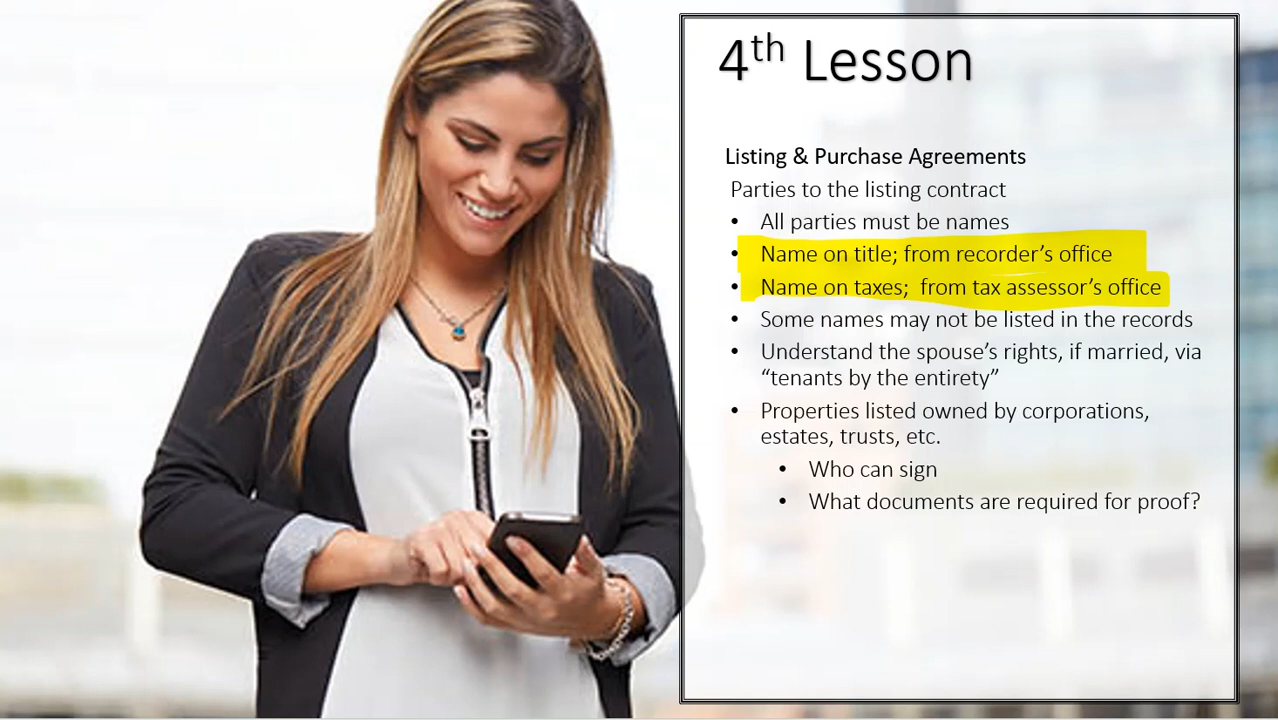 4th Lesson
Listing & Purchase Agreements
Parties to the listing contract
• All parties must be names
• Name on title; from recorder’s office
• Name on taxes;  from tax assessor’s office
• Some names may not be listed in the records
• Understand the spouse’s rights, if married, via
“tenants by the entirety”
• Properties listed owned by corporations,
estates, trusts, etc.
• Who can sign
• What documents are required for proof?